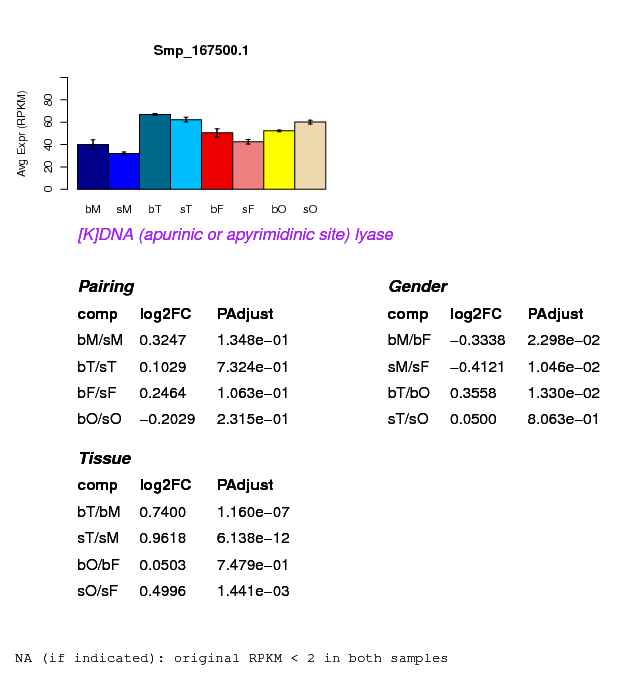 Smp_167500.1
Avg Expr (RPKM)
0 20 40 60 80
bM sM bT sT bF sF bO sO
[K]DNA (apurinic or apyrimidinic site) lyase
Pairing
comp log2FC PAdjust
bM/sM 0.3247 1.348e−01
bT/sT 0.1029 7.324e−01
bF/sF 0.2464 1.063e−01
bO/sO −0.2029 2.315e−01
Gender
comp log2FC PAdjust
bM/bF −0.3338 2.298e−02
sM/sF −0.4121 1.046e−02
bT/bO 0.3558 1.330e−02
sT/sO 0.0500 8.063e−01
Tissue
comp log2FC PAdjust
bT/bM 0.7400 1.160e−07
sT/sM 0.9618 6.138e−12
bO/bF 0.0503 7.479e−01
sO/sF 0.4996 1.441e−03
NA (if indicated): original RPKM < 2 in both samples